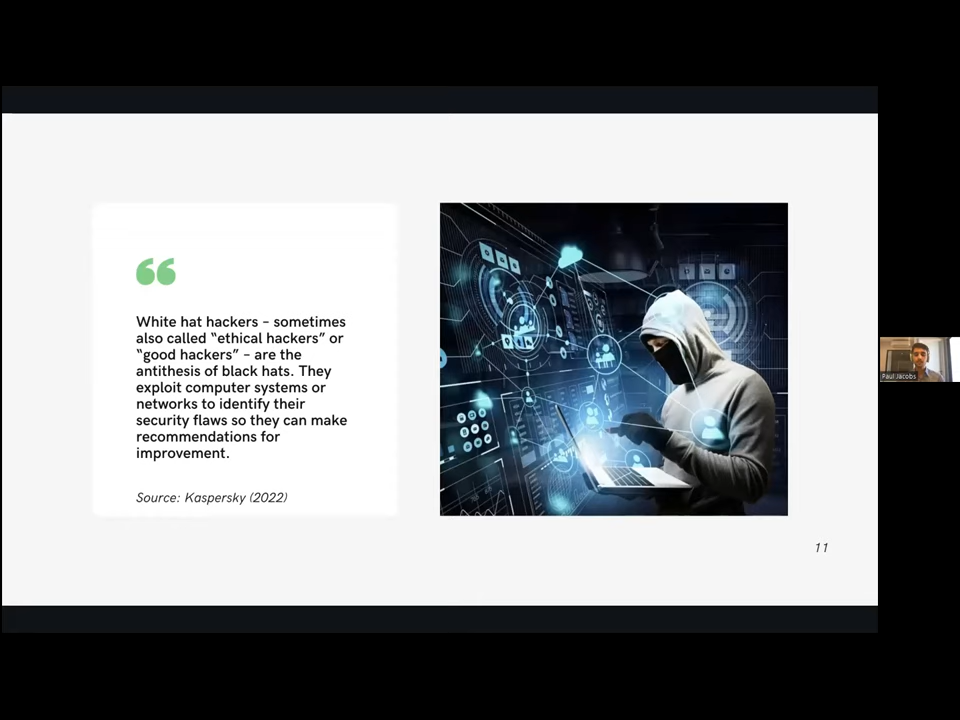 “
White hat hackers – sometimes
also called “ethical hackers” or
“good hackers” – are the
antithesis of black hats. They
exploit computer systems or
networks to identify their
security flaws so they can make
recommendations for
improvement.
Source: Kaspersky (2022)
11
Paul Jacobs